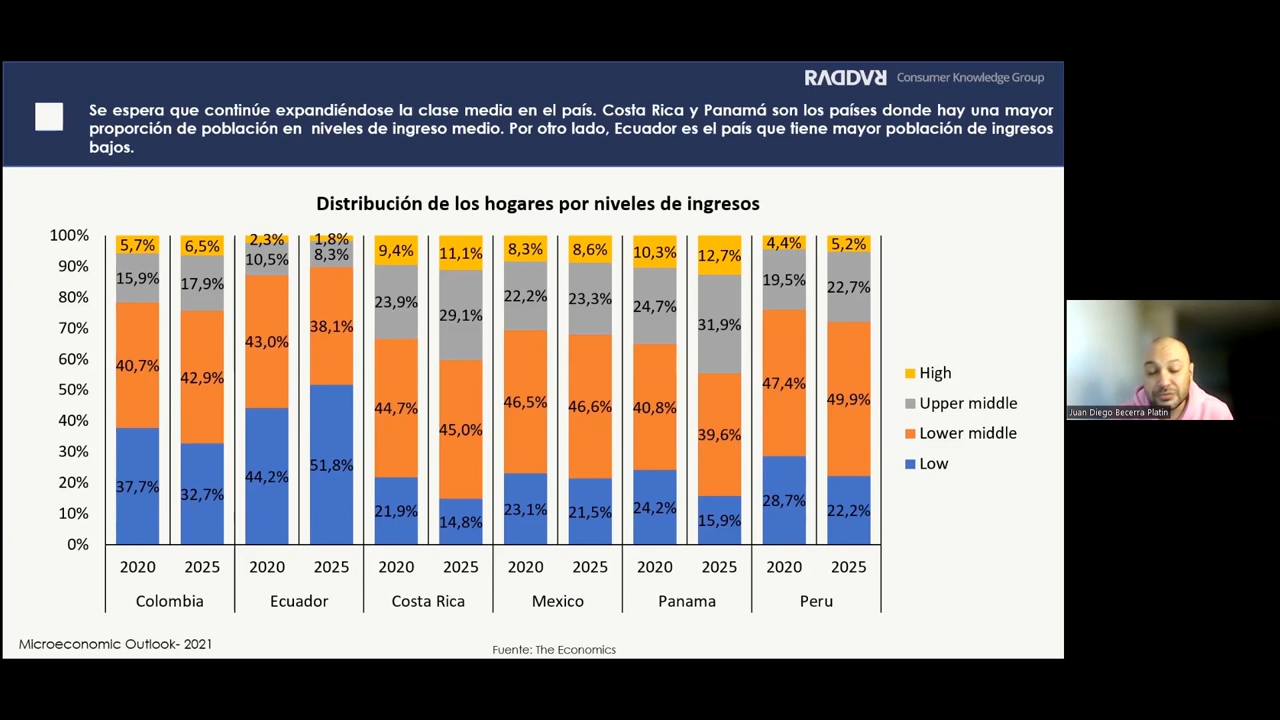 RADDAR Consumer Knowledge Group
Se espera que continúe expandiéndose la clase media en el país. Costa Rica y Panamá son los países donde hay una mayor
proporción de población en niveles de ingreso medio. Por otro lado, Ecuador es el país que tiene mayor población de ingresos
bajos.
Distribución de los hogares por niveles de ingresos
100%
90%
80%
70%
60%
50%
40%
30%
20%
10%
0%
5,7% 6,5% 2,3% 1,8% 9,4% 11,1% 8,3% 8,6% 10,3% 12,7% 4,4% 5,2%
15,9% 17,9% 10,5% 8,3% 23,9% 29,1% 22,2% 23,3% 24,7% 31,9% 19,5% 22,7%
40,7% 42,9% 43,0% 38,1% 44,7% 45,0% 46,5% 46,6% 40,8% 39,6% 47,4% 49,9%
37,7% 32,7% 44,2% 51,8% 21,9% 14,8% 23,1% 21,5% 24,2% 15,9% 28,7% 22,2%
2020 2025 2020 2025 2020 2025 2020 2025 2020 2025 2020 2025
Colombia Ecuador Costa Rica Mexico Panama Peru
High
Upper middle
Lower middle
Low
Juan Diego Becerra Platin
Microeconomic Outlook- 2021
Fuente: The Economics